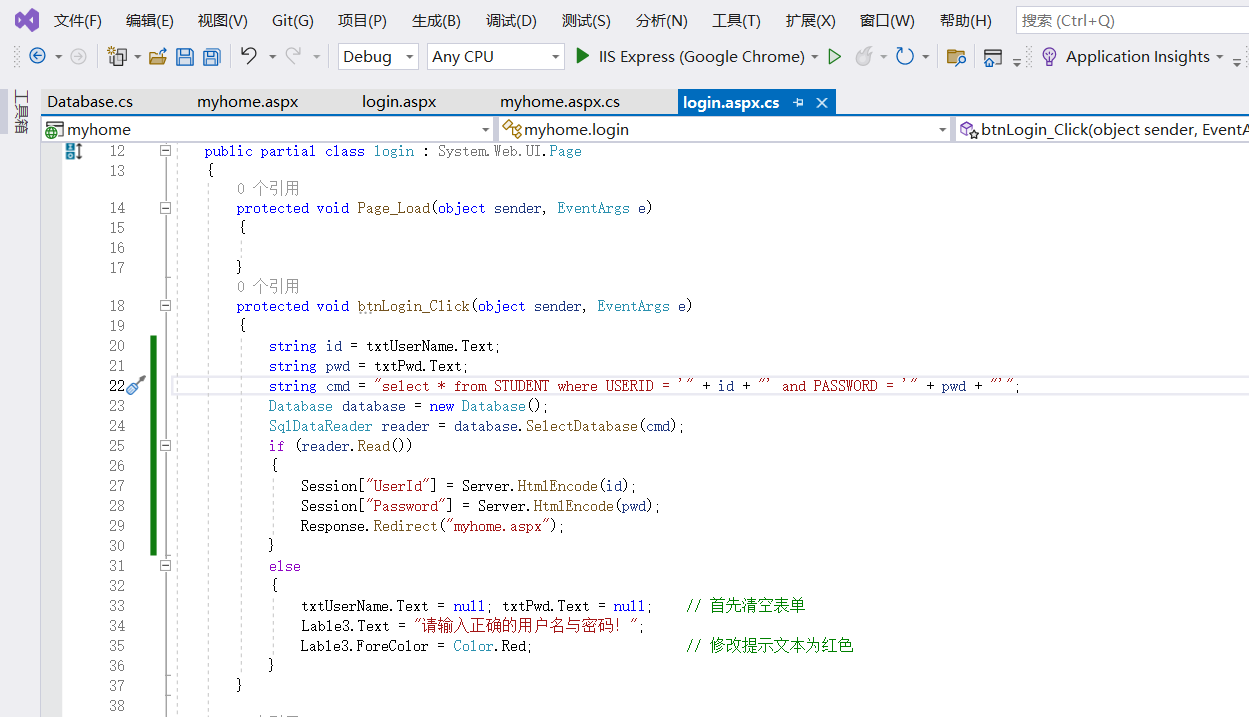 文件(F) 编辑(E) 视图(V) Git(G) 项目(P) 生成(B) 调试(D) 测试(S) 分析(N) 工具(T) 扩展(X) 窗口(W) 帮助(H) 搜索 (Ctrl+Q)
Debug Any CPU IIS Express (Google Chrome) Application Insights
工具箱
Database.cs myhome.aspx login.aspx myhome.aspx.cs login.aspx.cs
myhome myhome.login btnLogin_Click(object sender, EventA
12 public partial class login : System.Web.UI.Page
13 {
0 个引用
14 protected void Page_Load(object sender, EventArgs e)
15 {
16
17 }
0 个引用
18 protected void btnLogin_Click(object sender, EventArgs e)
19 {
20 string id = txtUserName.Text;
21 string pwd = txtPwd.Text;
22 string cmd = "select * from STUDENT where USERID = '" + id + "' and PASSWORD = '" + pwd + "'";
23 Database database = new Database();
24 SqlDataReader reader = database.SelectDatabase(cmd);
25 if (reader.Read())
26 {
27 Session["UserId"] = Server.HtmlEncode(id);
28 Session["Password"] = Server.HtmlEncode(pwd);
29 Response.Redirect("myhome.aspx");
30 }
31 else
32 {
33 txtUserName.Text = null; txtPwd.Text = null; // 首先清空表单
34 Lable3.Text = "请输入正确的用户名与密码！";
35 Lable3.ForeColor = Color.Red; // 修改提示文本为红色
36 }
37 }
38